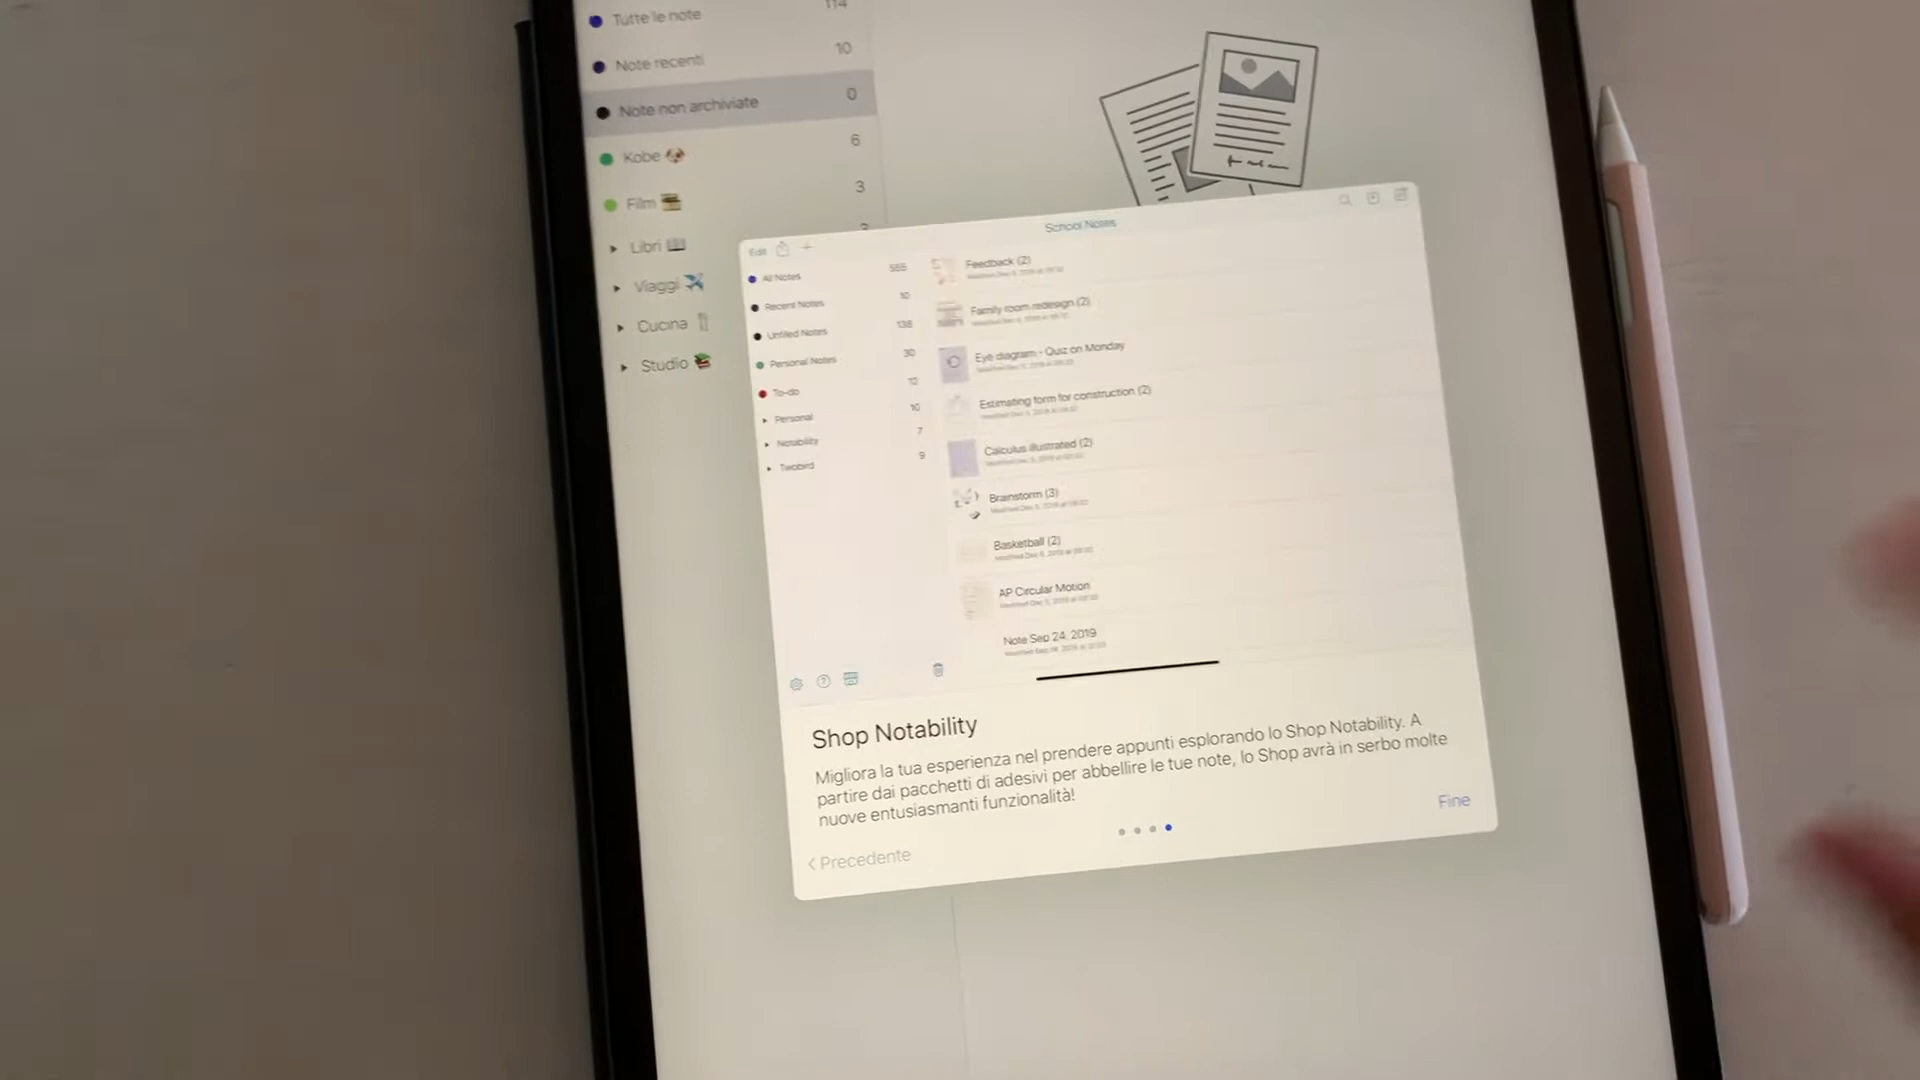 Tutte le note 114
Note recenti 10
Note non archiviate 0
Kobe 6
Film 3
Libri
Viaggi
Cucina
Studio
School Notes
Edit
All Notes
Recent Notes 10
Unfiled Notes 138
Personal Notes 30
To-do 12
Personal 10
Notability 7
Twobird 9
Feedback (2)
Family room redesign (2)
Eye diagram - Quiz on Monday
Estimating form for construction (2)
Calculus illustrated (2)
Brainstorm (3)
Basketball (2)
AP Circular Motion
Note Sep 24, 2019
Shop Notability
Migliora la tua esperienza nel prendere appunti esplorando lo Shop Notability. A
partire dai pacchetti di adesivi per abbellire le tue note, lo Shop avrà in serbo molte
nuove entusiasmanti funzionalità!
Fine
Precedente